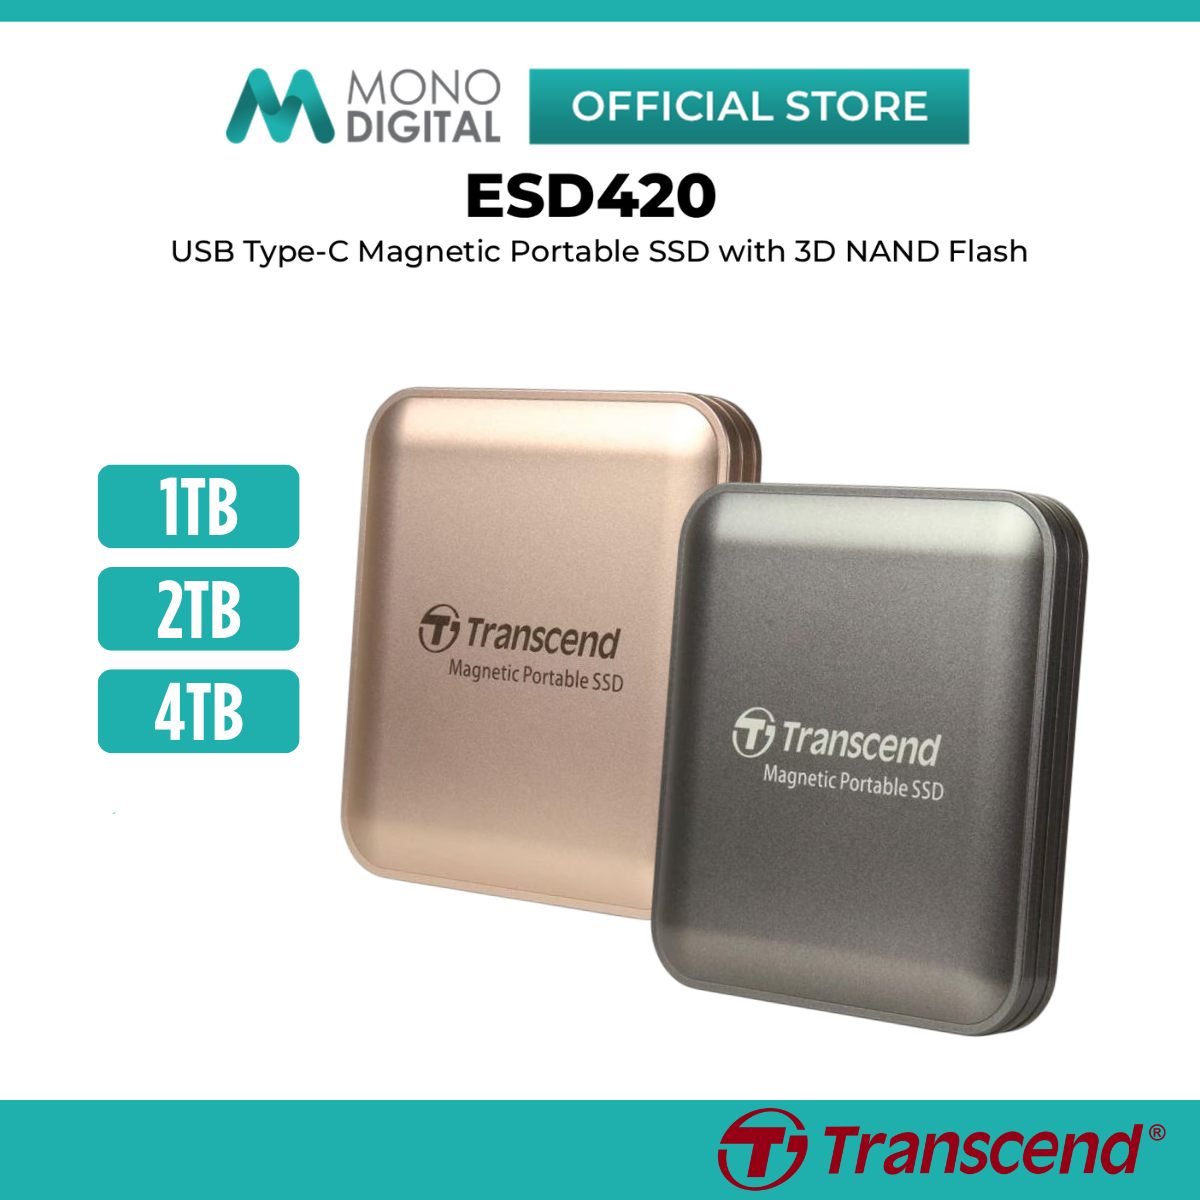 MONO
DIGITAL
OFFICIAL STORE
ESD420
USB Type-C Magnetic Portable SSD with 3D NAND Flash
1TB
2TB
4TB
Transcend
Magnetic Portable SSD
Transcend
Magnetic Portable SSD
Transcend®